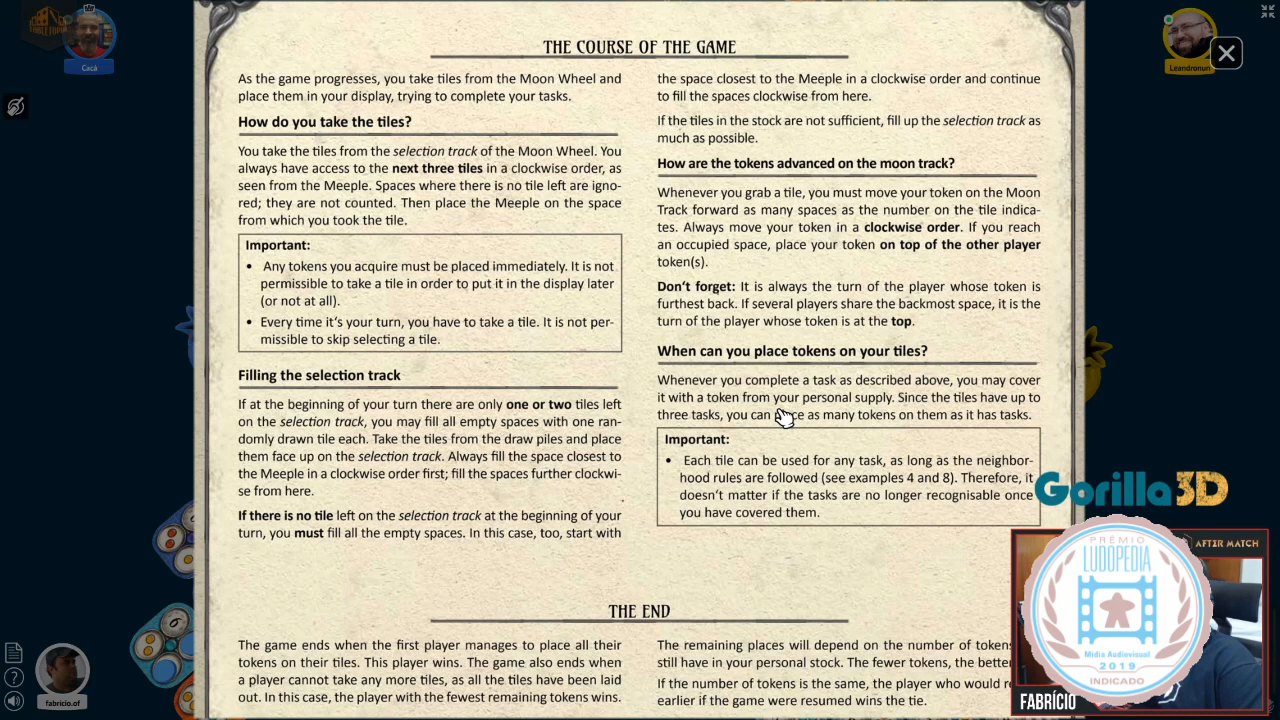 THE COURSE OF THE GAME
As the game progresses, you take tiles from the Moon Wheel and
place them in your display, trying to complete your tasks.
How do you take the tiles?
You take the tiles from the selection track of the Moon Wheel. You
always have access to the next three tiles in a clockwise order, as
seen from the Meeple. Spaces where there is no tile left are igno-
red; they are not counted. Then place the Meeple on the space
from which you took the tile.
Important:
• Any tokens you acquire must be placed immediately. It is not
permissible to take a tile in order to put it in the display later
(or not at all).
• Every time it's your turn, you have to take a tile. It is not per-
missible to skip selecting a tile.
Filling the selection track
If at the beginning of your turn there are only one or two tiles left
on the selection track, you may fill all empty spaces with one ran-
domly drawn tile each. Take the tiles from the draw piles and place
them face up on the selection track. Always fill the space closest to
the Meeple in a clockwise order first; fill the spaces further clockwi-
se from here.
If there is no tile left on the selection track at the beginning of your
turn, you must fill all the empty spaces. In this case, too, start with
the space closest to the Meeple in a clockwise order and continue
to fill the spaces clockwise from here.
If the tiles in the stock are not sufficient, fill up the selection track as
much as possible.
How are the tokens advanced on the moon track?
Whenever you grab a tile, you must move your token on the Moon
Track forward as many spaces as the number on the tile indica-
tes. Always move your token in a clockwise order. If you reach
an occupied space, place your token on top of the other player
token(s).
Don't forget: It is always the turn of the player whose token is
furthest back. If several players share the backmost space, it is the
turn of the player whose token is at the top.
When can you place tokens on your tiles?
Whenever you complete a task as described above, you may cover
it with a token from your personal supply. Since the tiles have up to
three tasks, you can place as many tokens on them as it has tasks.
Important:
• Each tile can be used for any task, as long as the neighbor-
hood rules are followed (see examples 4 and 8). Therefore, it
doesn't matter if the tasks are no longer recognisable once
you have covered them.
THE END
The game ends when the first player manages to place all their
tokens on their tiles. This player wins. The game also ends when
a player cannot take any more tiles, as all the tiles have been laid
out. In this case the player with the fewest remaining tokens wins.
The remaining places will depend on the number of tokens
still have in your personal stock. The fewer tokens, the better
If the number of tokens is the same, the player who would
earlier if the game were resumed wins the tie.
Cacá
Leandronun
fabricio.of
6
Gorilla3D
AFTER MATCH
PRÊMIO
LUDOPEDIA
Mídia Audiovisual
2019
INDICADO
FABRÍCIO